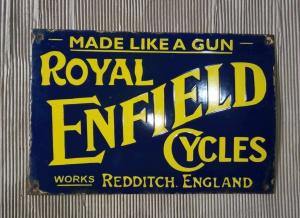 MADE LIKE A GUN
ROYAL
ENFIELD
CYCLES
WORKS REDDITCH. ENGLAND